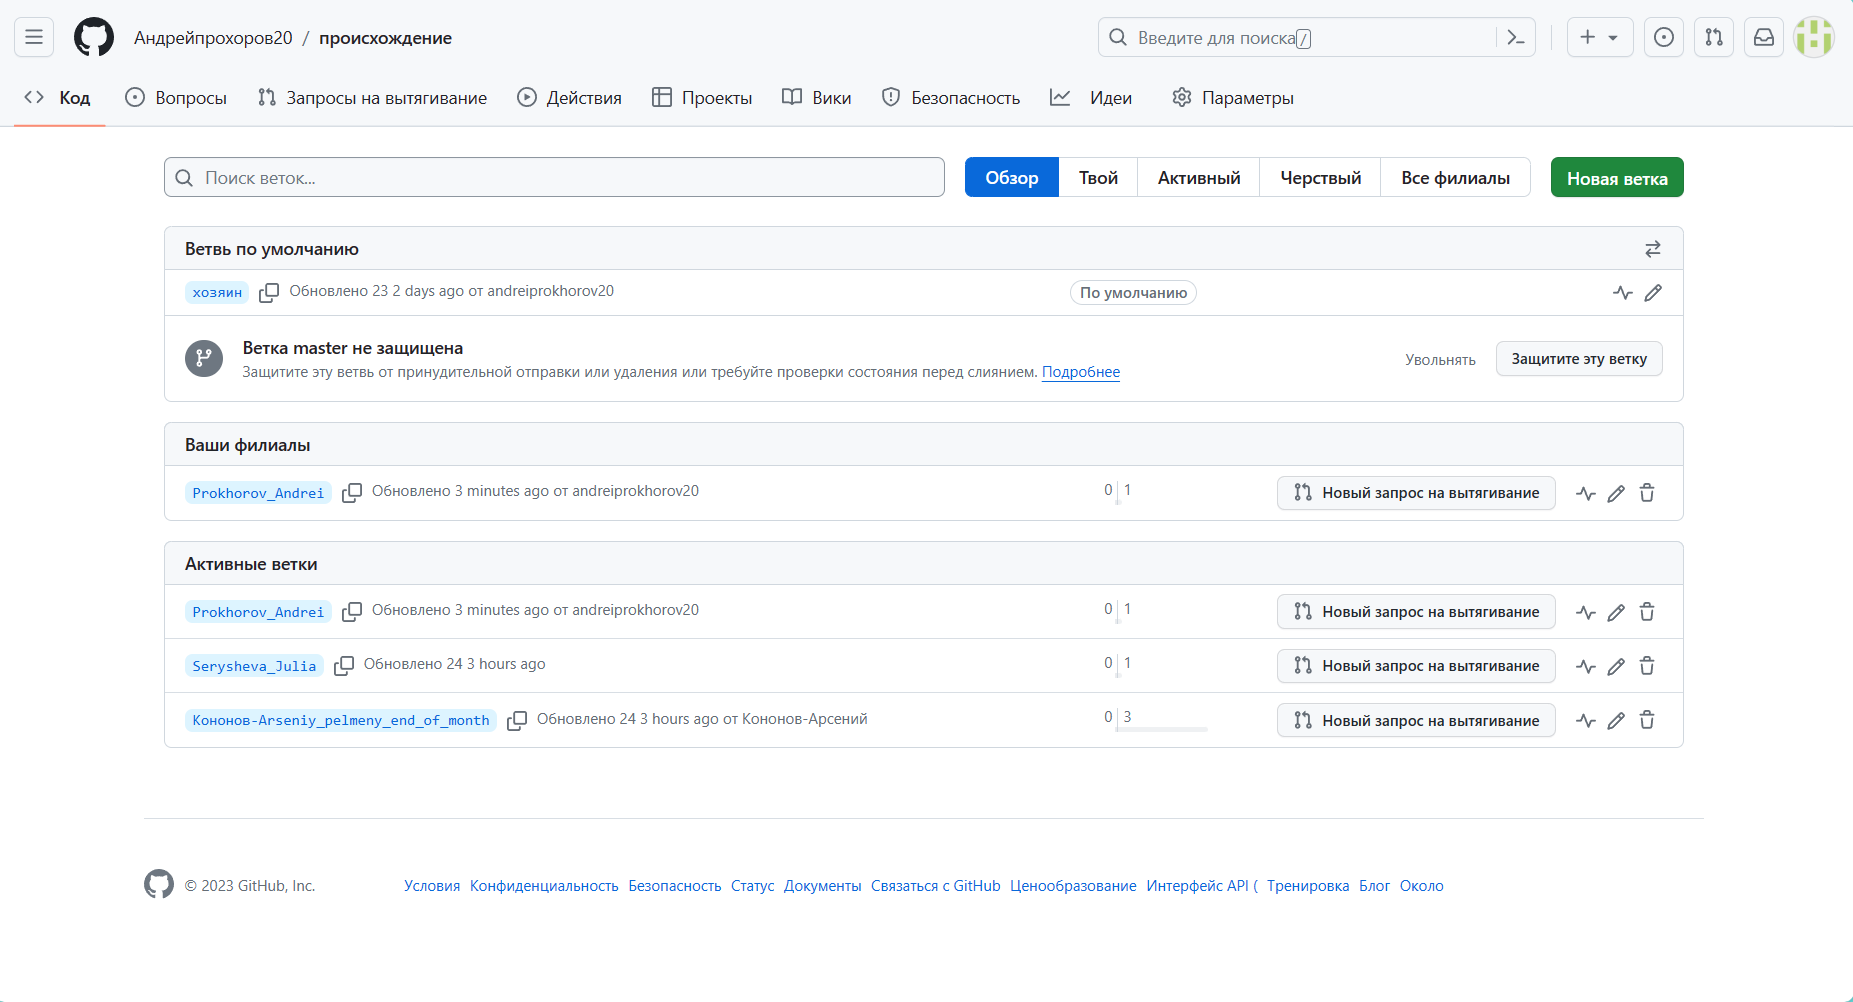 Андрейпрохоров20 / происхождение
Введите для поиска /
Код Вопросы Запросы на вытягивание Действия Проекты Вики Безопасность Идеи Параметры
Поиск веток... Обзор Твой Активный Черствый Все филиалы Новая ветка
Ветвь по умолчанию
хозяин Обновлено 23 2 days ago от andreiprokhorov20 По умолчанию
Ветка master не защищена
Защитите эту ветвь от принудительной отправки или удаления или требуйте проверки состояния перед слиянием. Подробнее
Увольнять Защитите эту ветку
Ваши филиалы
Prokhorov_Andrei Обновлено 3 minutes ago от andreiprokhorov20 0 1 Новый запрос на вытягивание
Активные ветки
Prokhorov_Andrei Обновлено 3 minutes ago от andreiprokhorov20 0 1 Новый запрос на вытягивание
Serysheva_Julia Обновлено 24 3 hours ago 0 1 Новый запрос на вытягивание
Кононов-Arseniy_pelmeny_end_of_month Обновлено 24 3 hours ago от Кононов-Арсений 0 3 Новый запрос на вытягивание
© 2023 GitHub, Inc. Условия Конфиденциальность Безопасность Статус Документы Связаться с GitHub Ценообразование Интерфейс API ( Тренировка Блог Около